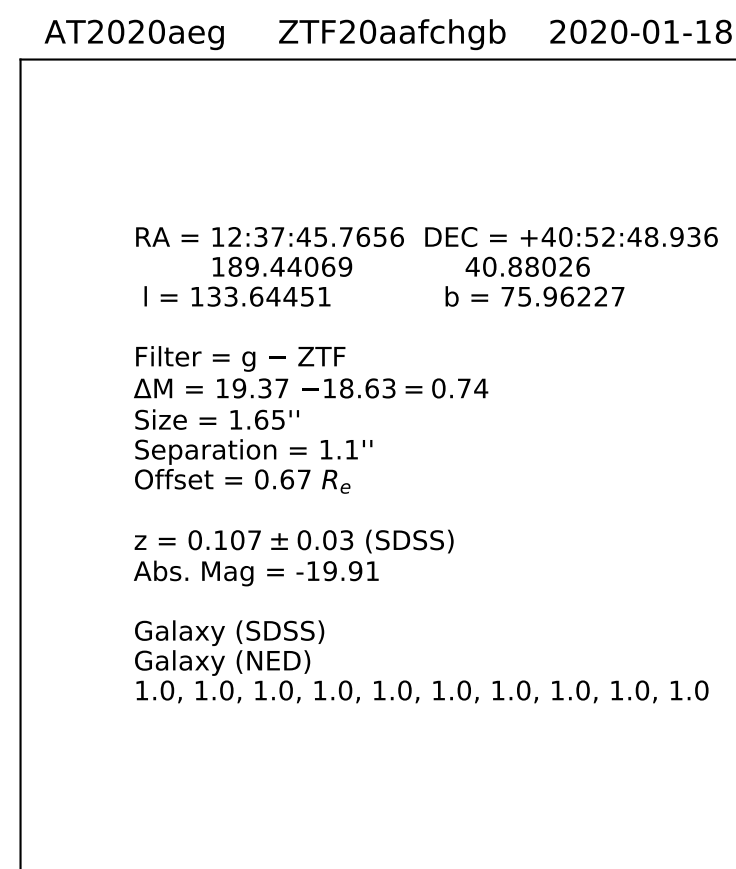 AT2020aeg ZTF20aafchgb 2020-01-18
RA = 12:37:45.7656 DEC = +40:52:48.936
189.44069 40.88026
l = 133.64451 b = 75.96227
Filter = g − ZTF
ΔM = 19.37 −18.63 = 0.74
Size = 1.65''
Separation = 1.1''
Offset = 0.67 Re
z = 0.107 ± 0.03 (SDSS)
Abs. Mag = -19.91
Galaxy (SDSS)
Galaxy (NED)
1.0, 1.0, 1.0, 1.0, 1.0, 1.0, 1.0, 1.0, 1.0, 1.0